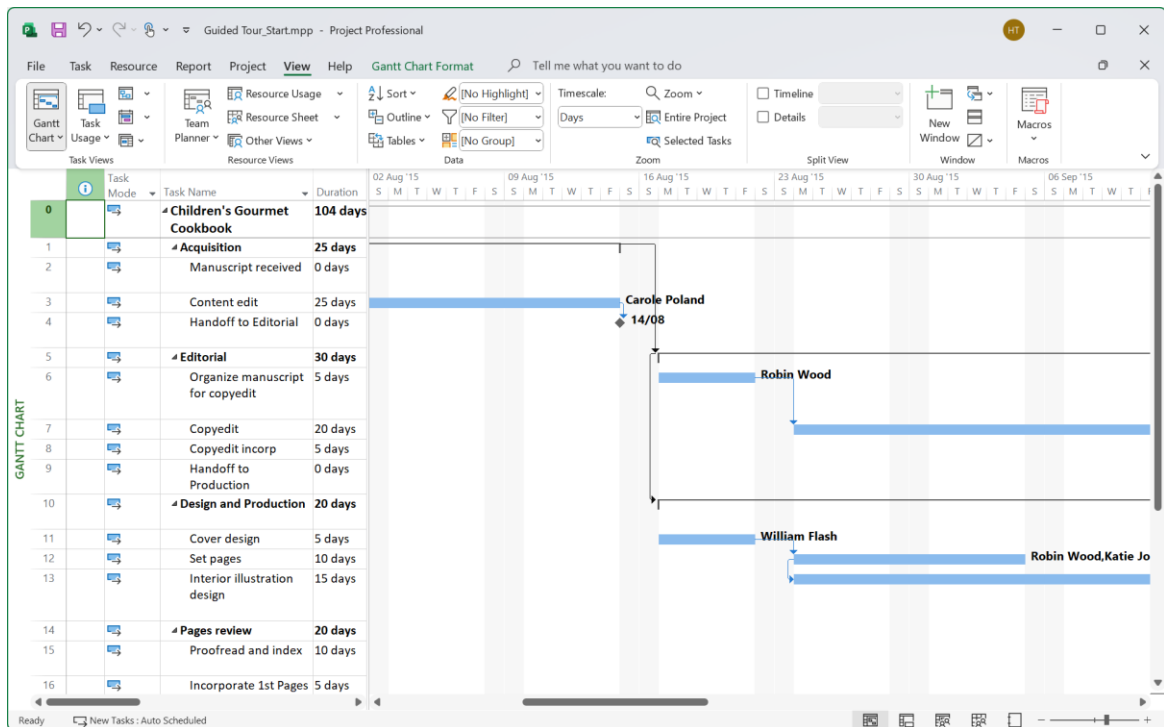 Guided Tour_Start.mpp - Project Professional
HT
File Task Resource Report Project View Help Gantt Chart Format Tell me what you want to do
Gantt Chart
Task Usage
Task Views
Team Planner
Resource Usage
Resource Sheet
Other Views
Resource Views
Sort
Outline
Tables
[No Highlight]
[No Filter]
[No Group]
Data
Timescale:
Days
Zoom
Entire Project
Selected Tasks
Zoom
Timeline
Details
Split View
New Window
Window
Macros
Macros
Task Mode Task Name Duration
02 Aug '15 09 Aug '15 16 Aug '15 23 Aug '15 30 Aug '15 06 Sep '15
S M T W T F S S M T W T F S S M T W T F S S M T W T F S S M T W T F S S M T W T F
0 Children's Gourmet Cookbook 104 days
1 Acquisition 25 days
2 Manuscript received 0 days
3 Content edit 25 days Carole Poland
4 Handoff to Editorial 0 days 14/08
5 Editorial 30 days
6 Organize manuscript for copyedit 5 days Robin Wood
7 Copyedit 20 days
8 Copyedit incorp 5 days
9 Handoff to Production 0 days
10 Design and Production 20 days
11 Cover design 5 days William Flash
12 Set pages 10 days Robin Wood,Katie Jo
13 Interior illustration design 15 days
14 Pages review 20 days
15 Proofread and index 10 days
16 Incorporate 1st Pages 5 days
GANTT CHART
Ready New Tasks : Auto Scheduled